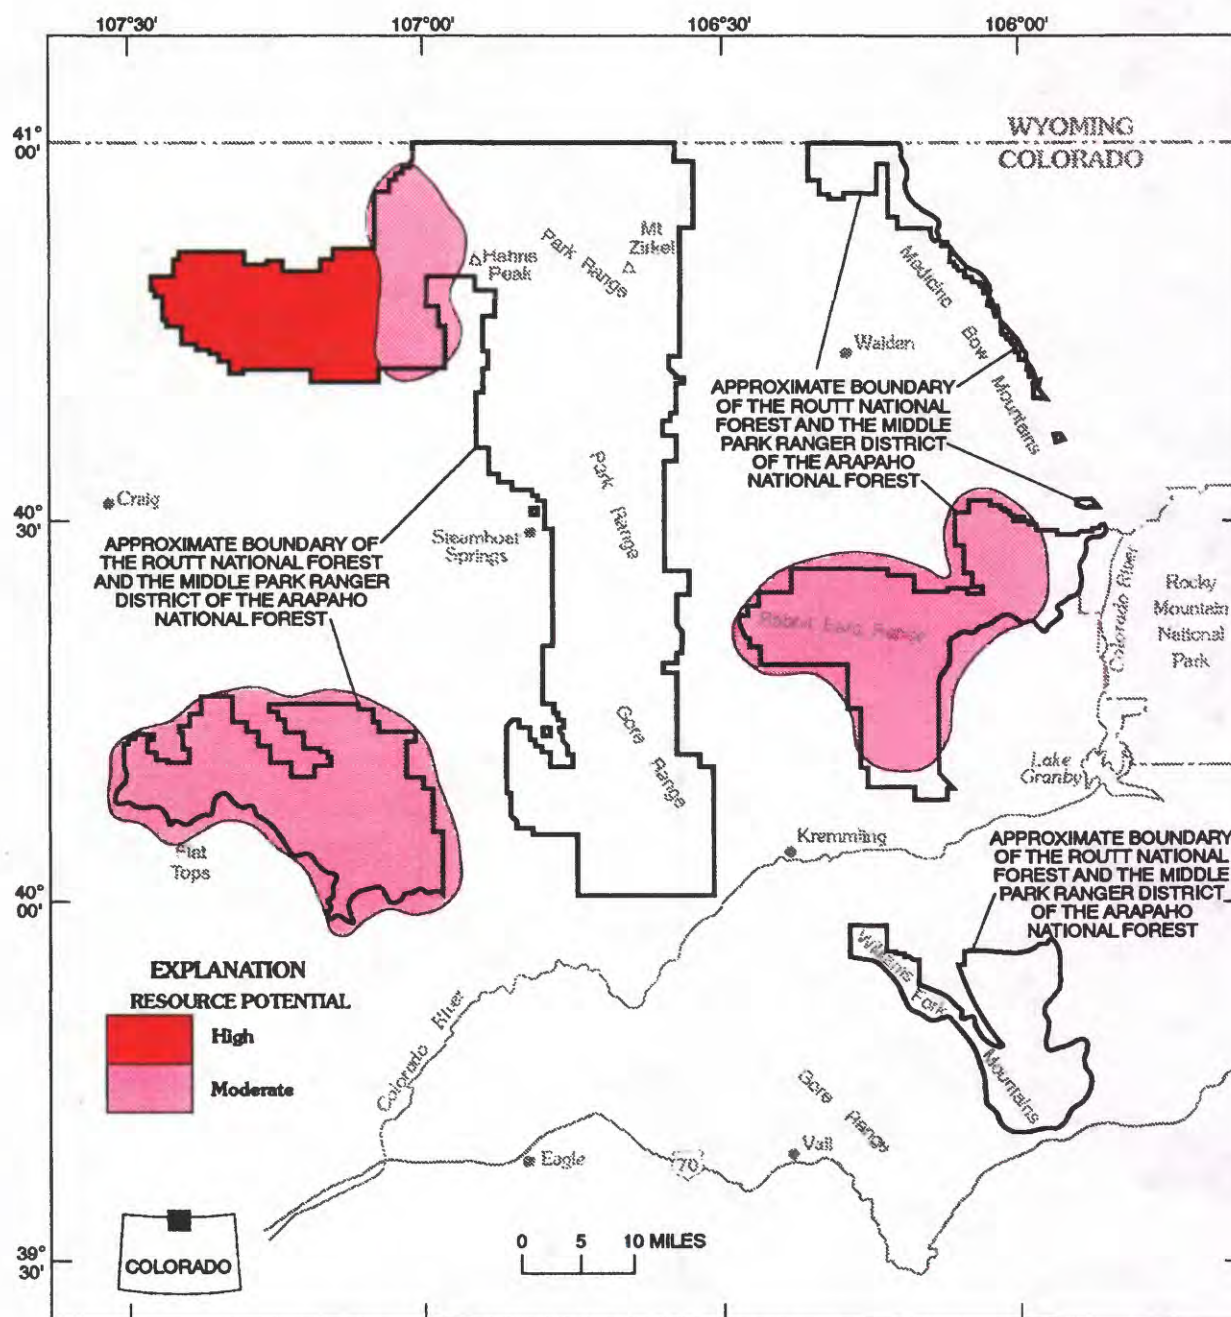 107°30'
107°00'
106°30'
106°00'
41°
00'
WYOMING
COLORADO
Mt
Zirkel
Park Range
Hahns
Peak
Medicine Bow Mountains
Walden
APPROXIMATE BOUNDARY
OF THE ROUTT NATIONAL
FOREST AND THE MIDDLE
PARK RANGER DISTRICT
OF THE ARAPAHO
NATIONAL FOREST
Park Range
Craig
40°
30'
Steamboat
Springs
APPROXIMATE BOUNDARY OF
THE ROUTT NATIONAL FOREST
AND THE MIDDLE PARK RANGER
DISTRICT OF THE ARAPAHO
NATIONAL FOREST
Rabbit Ears Range
Colorado River
Rocky
Mountain
National
Park
Gore Range
Lake
Granby
Kremmling
Flat
Tops
APPROXIMATE BOUNDARY
OF THE ROUTT NATIONAL
FOREST AND THE MIDDLE
PARK RANGER DISTRICT
OF THE ARAPAHO
NATIONAL FOREST
40°
00'
Williams Fork Mountains
EXPLANATION
RESOURCE POTENTIAL
High
Moderate
Colorado River
Gore Range
Vail
Eagle
70
0 5 10 MILES
COLORADO
39°
30'